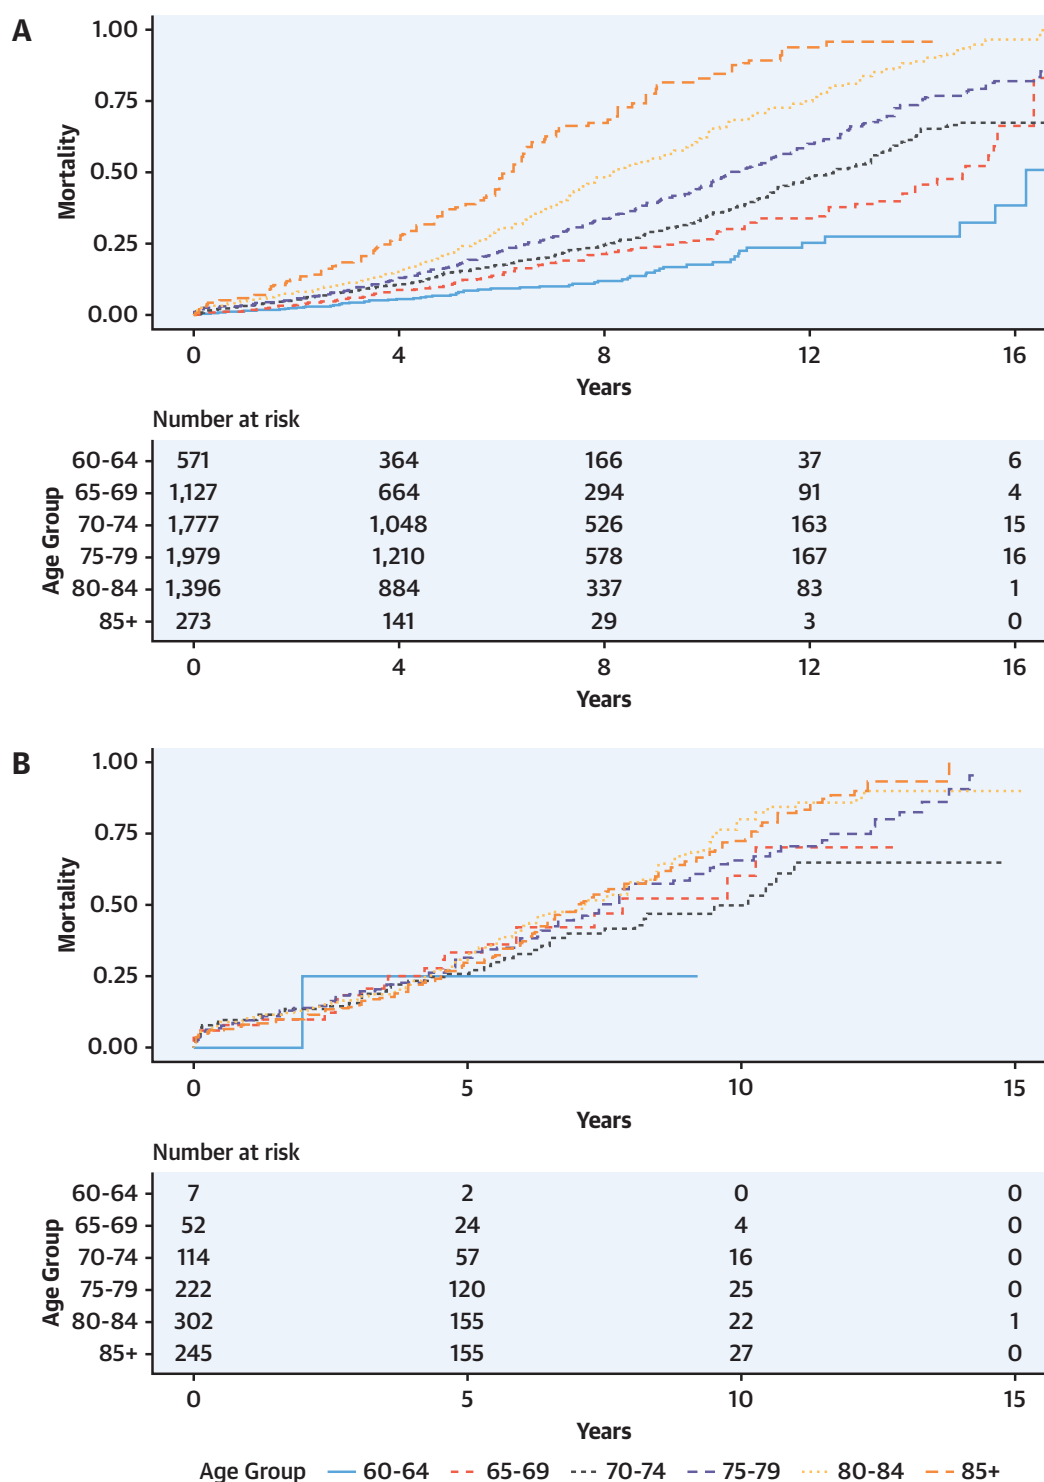 A
1.00
0.75
0.50
0.25
0.00
Mortality
0 4 8 12 16
Years
Number at risk
Age Group
60-64 571 364 166 37 6
65-69 1,127 664 294 91 4
70-74 1,777 1,048 526 163 15
75-79 1,979 1,210 578 167 16
80-84 1,396 884 337 83 1
85+ 273 141 29 3 0
0 4 8 12 16
Years
B
1.00
0.75
0.50
0.25
0.00
Mortality
0 5 10 15
Years
Number at risk
Age Group
60-64 7 2 0 0
65-69 52 24 4 0
70-74 114 57 16 0
75-79 222 120 25 0
80-84 302 155 22 1
85+ 245 155 27 0
0 5 10 15
Years
Age Group 60-64 65-69 70-74 75-79 80-84 85+